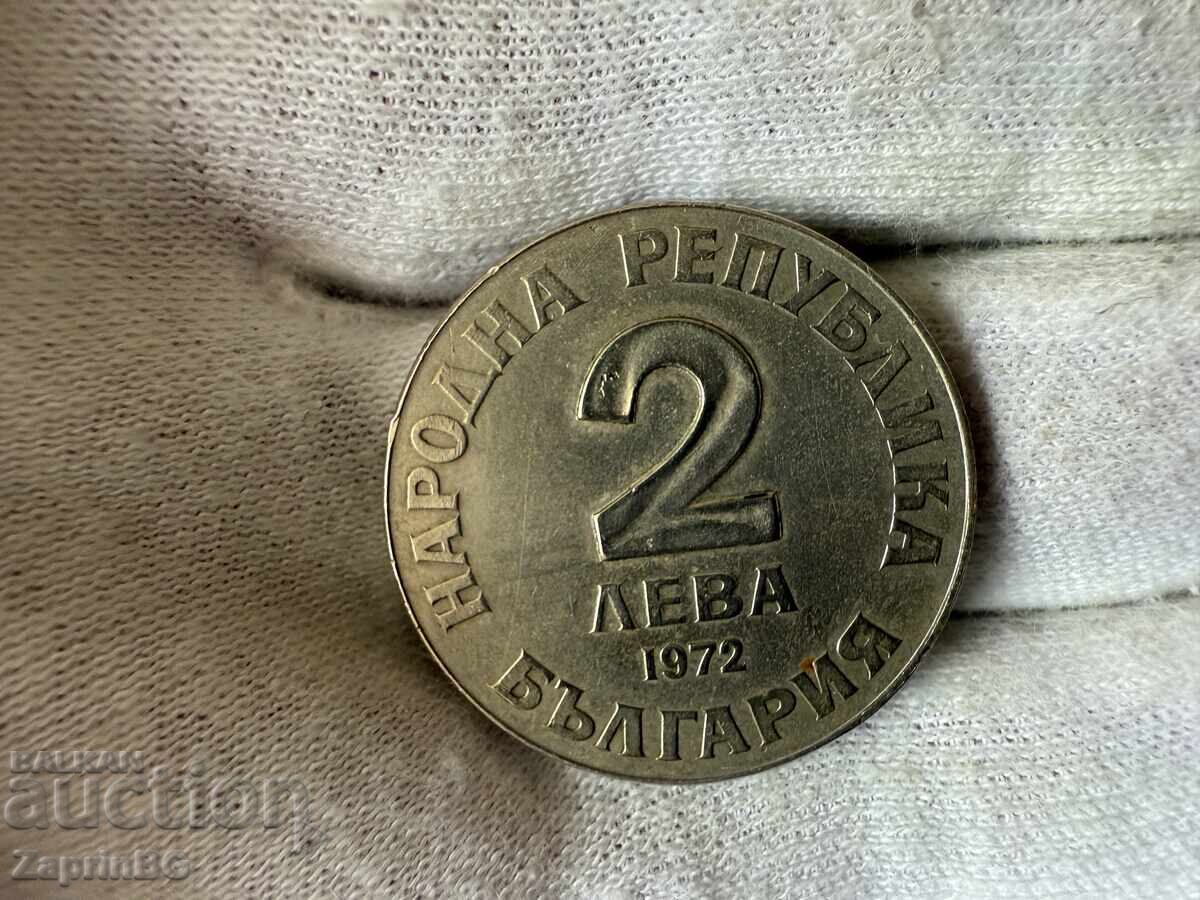 НАРОДНА РЕПУБЛИКА
2
ЛЕВА
1972
БЪЛГАРИЯ
BALKAN
auction
ZaprinBG